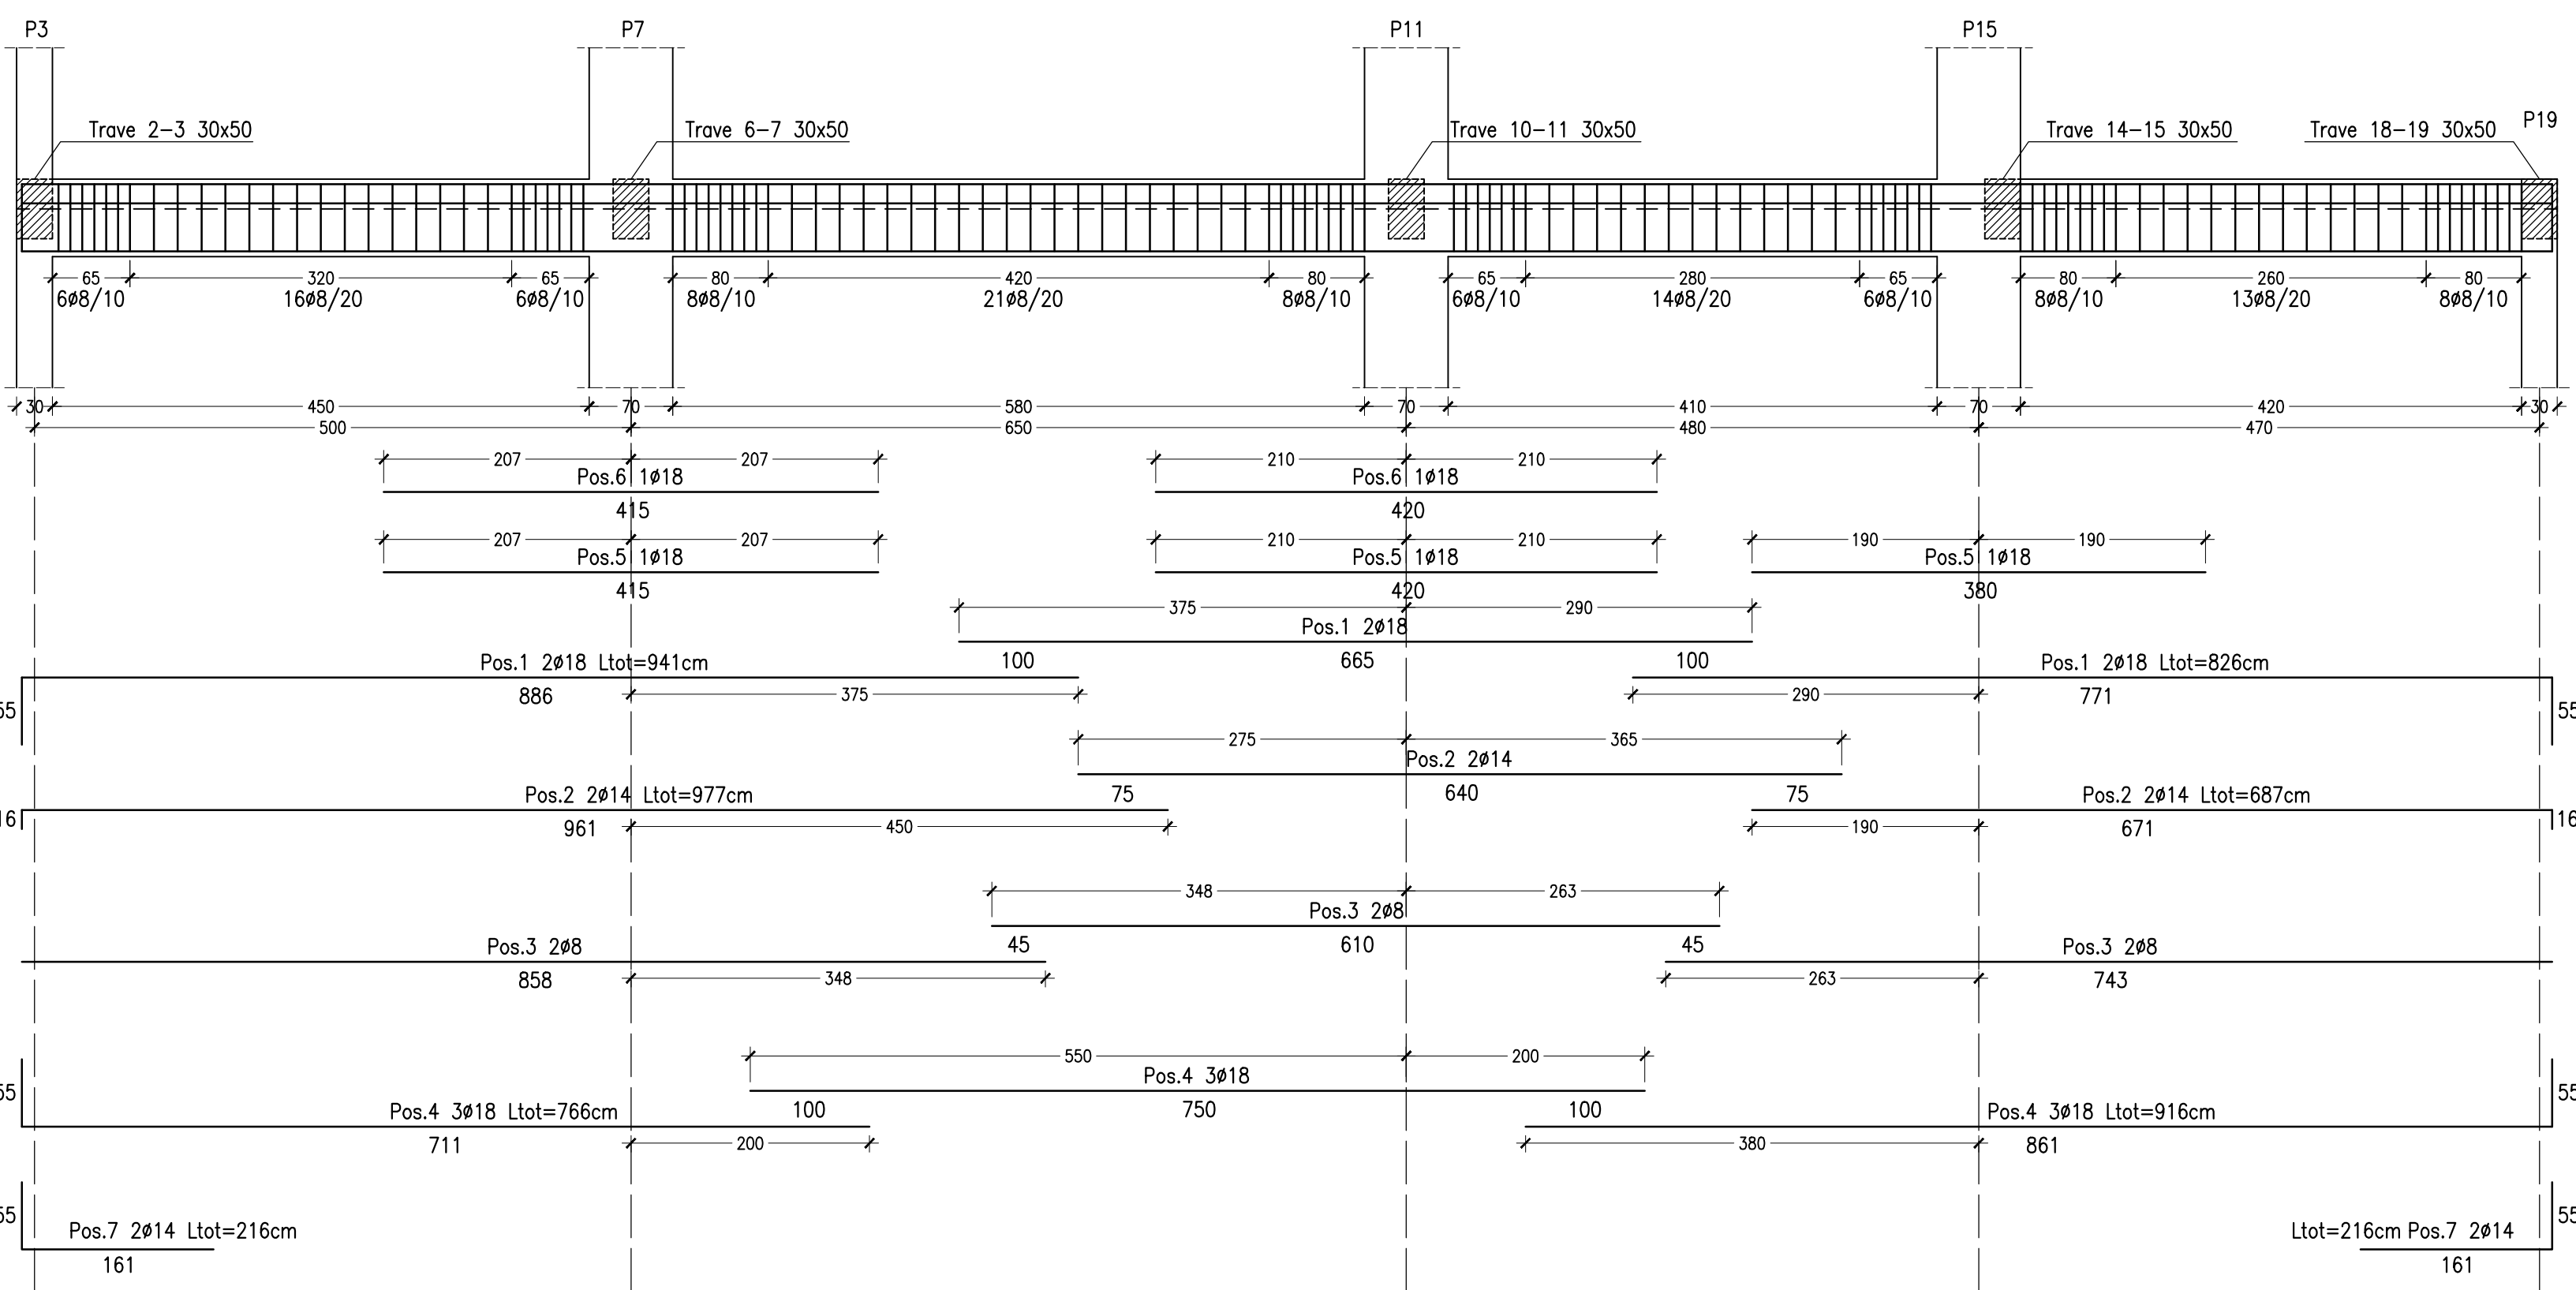 P3 P7 P11 P15
P19
Trave 2-3 30x50 Trave 6-7 30x50 Trave 10-11 30x50 Trave 14-15 30x50 Trave 18-19 30x50
65 320 65 80 420 80 65 280 65 80 260 80
6ø8/10 16ø8/20 6ø8/10 8ø8/10 21ø8/20 8ø8/10 6ø8/10 14ø8/20 6ø8/10 8ø8/10 13ø8/20 8ø8/10
30 450 70 580 70 410 70 420 30
500 650 480 470
207 207 210 210
Pos.6 1ø18 Pos.6 1ø18
415 420
207 207 210 210 190 190
Pos.5 1ø18 Pos.5 1ø18 Pos.5 1ø18
415 420 380
375 290
Pos.1 2ø18
100 665 100
Pos.1 2ø18 Ltot=941cm Pos.1 2ø18 Ltot=826cm
886 375 290 771
55 55
275 365
Pos.2 2ø14
75 640 75
Pos.2 2ø14 Ltot=977cm Pos.2 2ø14 Ltot=687cm
16 16
961 450 190 671
348 263
Pos.3 2ø8
45 610 45
Pos.3 2ø8 Pos.3 2ø8
858 348 263 743
550 200
Pos.4 3ø18
55 55
100 750 100
Pos.4 3ø18 Ltot=766cm Pos.4 3ø18 Ltot=916cm
711 200 380 861
55 55
Pos.7 2ø14 Ltot=216cm Ltot=216cm Pos.7 2ø14
161 161